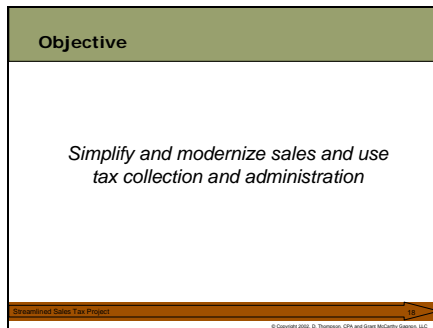 Objective
Simplify and modernize sales and use
tax collection and administration
Streamlined Sales Tax Project
18
© Copyright 2002. D. Thompson, CPA and Grant McCarthy Gagnon, LLC